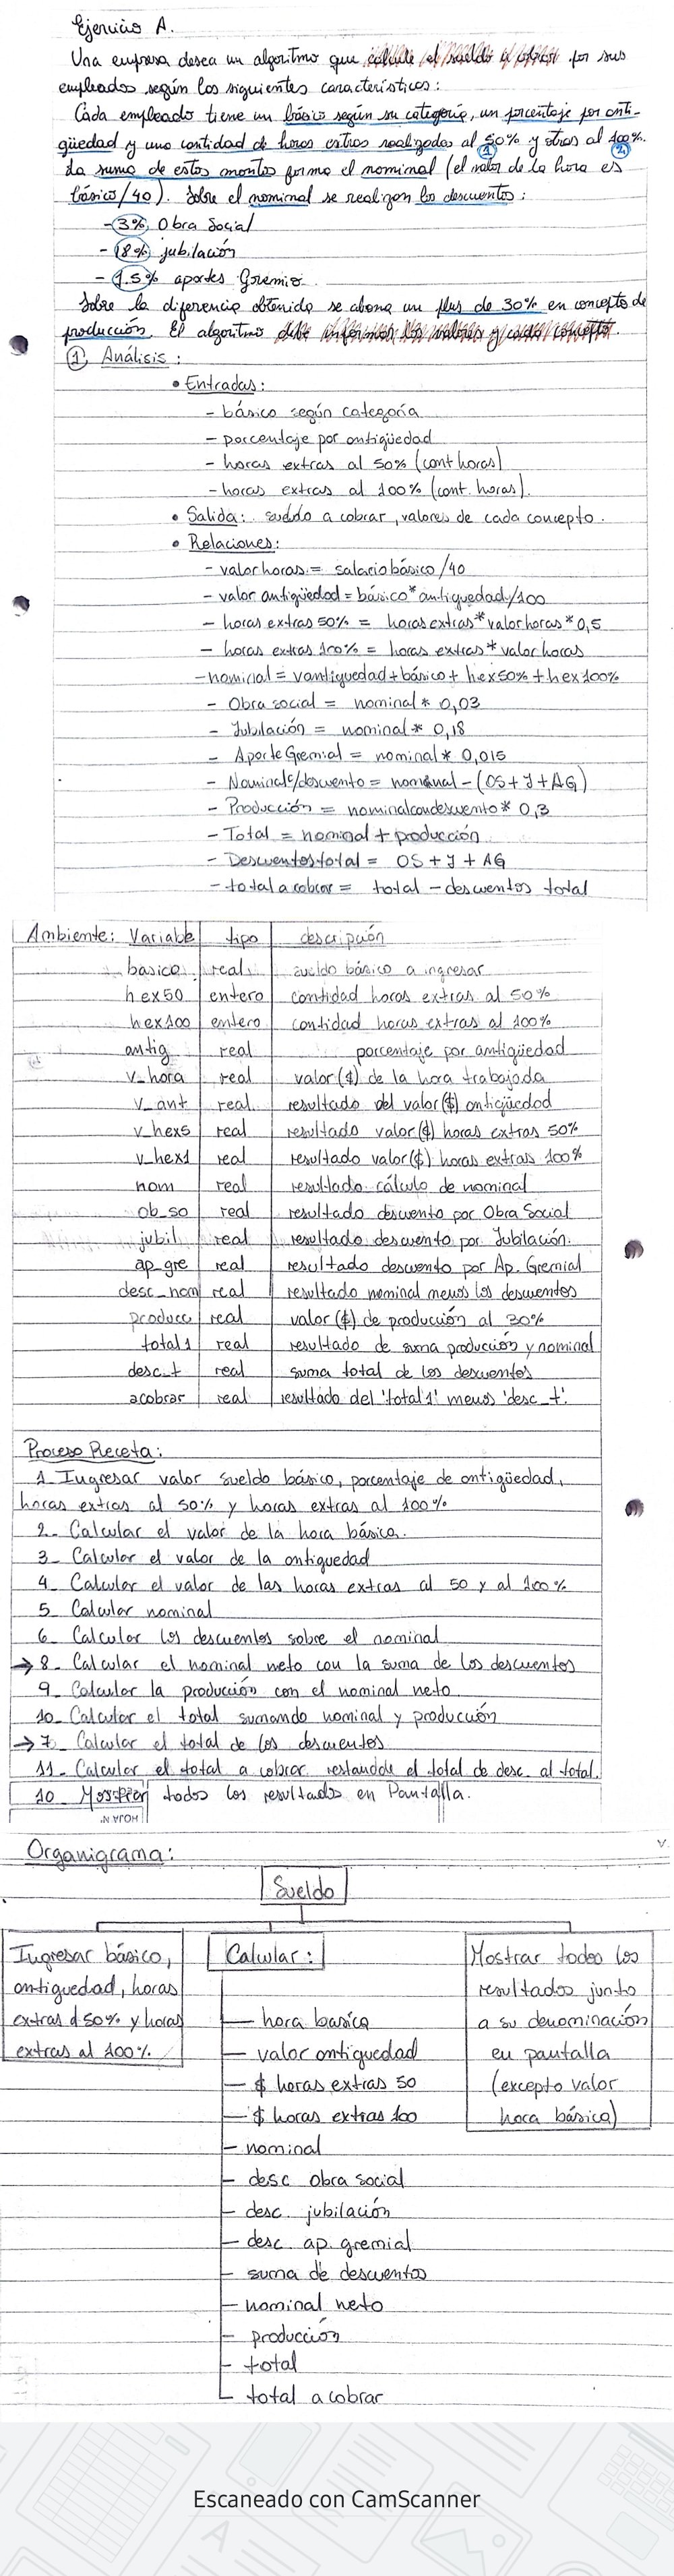 Ejercicio A.
Una empresa desea un algoritmo que calcule el sueldo a cobrar por sus
empleados según los siguientes características:
Cada empleado tiene un básico según su categoría, un porcentaje por anti-
güedad y una cantidad de horas extras realizadas al 50% y otras al 100%.
1 2
La suma de estos montos forma el nominal (el valor de la hora es
básico/40). Sobre el nominal se realizan los descuentos:
- 3% Obra Social
- 18% jubilación
- 1.5% aportes Gremio
Sobre la diferencia obtenida se abona un plus de 30% en concepto de
producción. El algoritmo debe informar los valores y cada concepto.
1 Análisis:
• Entradas:
- básico según categoría
- porcentaje por antigüedad
- horas extras al 50% (cant horas)
- horas extras al 100% (cant. horas).
• Salida: sueldo a cobrar, valores de cada concepto.
• Relaciones:
- valor horas = salario básico/40
- valor antigüedad = básico*antiguedad/100
- horas extras 50% = horas extras*valor horas*0,5
- horas extras 100% = horas extras*valor horas
- nominal = vantiguedad+básico+hex50%+hex100%
- Obra social = nominal * 0,03
- Jubilación = nominal * 0,18
- Aporte Gremial = nominal * 0,015
- Nominalc/descuento = nominal - (OS+J+AG)
- Producción = nominalcondescuento * 0,3
- Total = nominal + producción
- Descuentos total = OS + J + AG
- total a cobrar = total - descuentos total
Ambiente: Variable tipo descripción
basico real sueldo básico a ingresar
hex50 entero cantidad horas extras al 50%
hex100 entero cantidad horas extras al 100%
antig real porcentaje por antigüedad
v_hora real valor ($) de la hora trabajada
v_ant real resultado del valor($) antigüedad
v_hex5 real resultado valor($) horas extras 50%
v_hex1 real resultado valor($) horas extras 100%
nom real resultado cálculo de nominal
ob_so real resultado descuento por Obra Social
jubil real resultado descuento por Jubilación.
ap_gre real resultado descuento por Ap. Gremial
desc_nom real resultado nominal menos los descuentos
producc real valor ($) de produción al 30%
total1 real resultado de suma produción y nominal
desc_t real suma total de los descuentos
acobrar real resultado del 'total1' menos 'desc_t'.
Proceso Receta:
1. Ingresar valor sueldo básico, porcentaje de antigüedad,
horas extras al 50% y horas extras al 100%
2- Calcular el valor de la hora básica.
3- Calcular el valor de la antiguedad
4- Calcular el valor de las horas extras al 50 y al 100%
5- Calcular nominal
6- Calcular los descuentos sobre el nominal
→ 8- Calcular el nominal neto con la suma de los descuentos
9- Calcular la produción con el nominal neto
10- Calcular el total sumando nominal y producción
→ 7- Calcular el total de los descuentos
11- Calcular el total a cobrar restandole el total de desc. al total.
10- Mostrar todos los resultados en Pantalla.
HOJA Nº
Organigrama:
Sueldo
Ingresar básico,
antiguedad, horas
extras al 50% y horas
extras al 100%.
Calcular:
- hora basica
- valor antiguedad
- $ horas extras 50
- $ horas extras 100
- nominal
- desc obra social
- desc. jubilación
- desc ap. gremial
- suma de descuentos
- nominal neto
- producción
- total
- total a cobrar
Mostrar todos los
resultados junto
a su denominación
en pantalla
(excepto valor
hora básica)
Escaneado con CamScanner